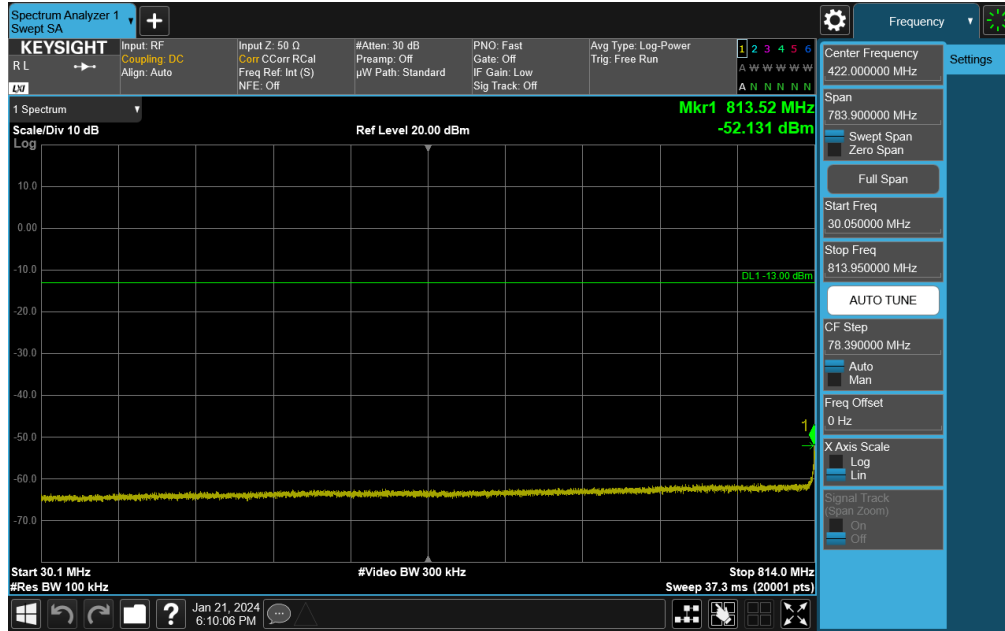 Spectrum Analyzer 1
Swept SA
Frequency
KEYSIGHT
R L
LXI
Input: RF
Coupling: DC
Align: Auto
Input Z: 50 Ω
Corr CCorr RCal
Freq Ref: Int (S)
NFE: Off
#Atten: 30 dB
Preamp: Off
µW Path: Standard
PNO: Fast
Gate: Off
IF Gain: Low
Sig Track: Off
Avg Type: Log-Power
Trig: Free Run
1 2 3 4 5 6
A W W W W W
A N N N N N
1 Spectrum
Scale/Div 10 dB
Log
Ref Level 20.00 dBm
Mkr1 813.52 MHz
-52.131 dBm
10.0
0.00
-10.0
DL1 -13.00 dBm
-20.0
-30.0
-40.0
1
-50.0
-60.0
-70.0
Start 30.1 MHz
#Res BW 100 kHz
#Video BW 300 kHz
Stop 814.0 MHz
Sweep 37.3 ms (20001 pts)
Center Frequency
422.000000 MHz
Span
783.900000 MHz
Swept Span
Zero Span
Full Span
Start Freq
30.050000 MHz
Stop Freq
813.950000 MHz
AUTO TUNE
CF Step
78.390000 MHz
Auto
Man
Freq Offset
0 Hz
X Axis Scale
Log
Lin
Signal Track
(Span Zoom)
On
Off
Settings
?
Jan 21, 2024
6:10:06 PM